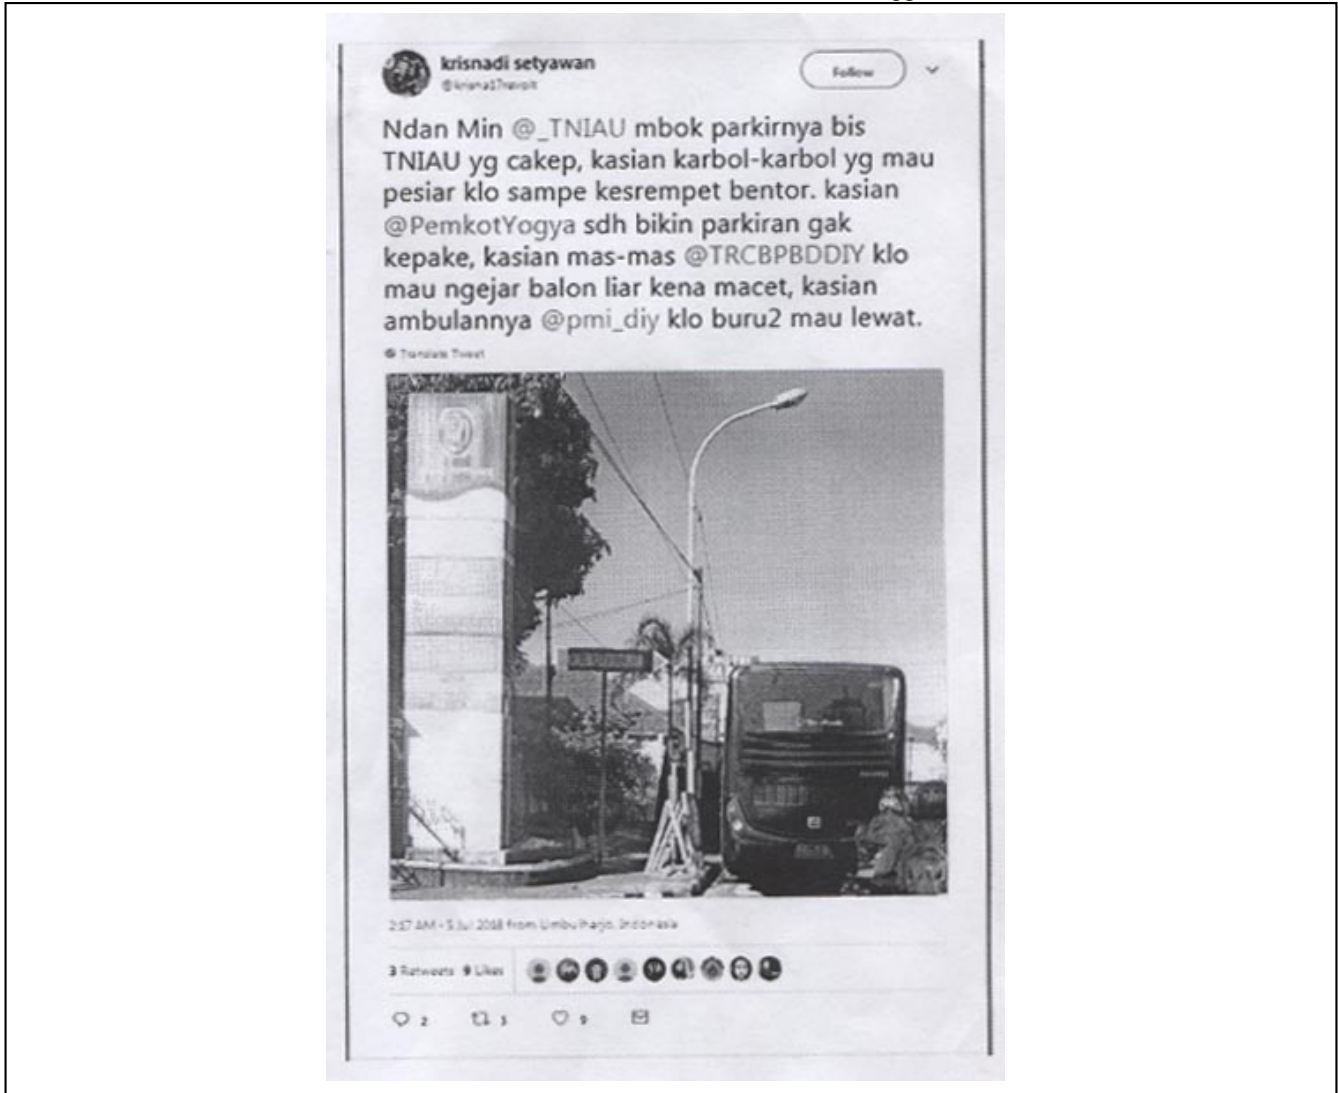 krisnadi setyawan
@krisna17revolt
Follow
Ndan Min @_TNIAU mbok parkirnya bis
TNIAU yg cakep, kasian karbol-karbol yg mau
pesiar klo sampe kesrempet bentor. kasian
@PemkotYogya sdh bikin parkiran gak
kepake, kasian mas-mas @TRCBPBDDIY klo
mau ngejar balon liar kena macet, kasian
ambulannya @pmi_diy klo buru2 mau lewat.
Translate Tweet
2:57 AM - 5 Jul 2018 from Umbulharjo, Indonesia
3 Retweets 9 Likes
2 3 9